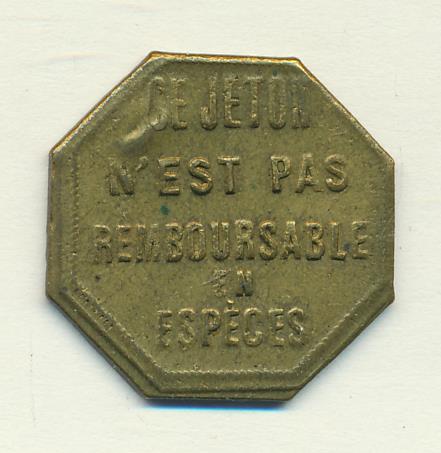 CE JETON
N'EST PAS
REMBOURSABLE
EN
ESPÈCES